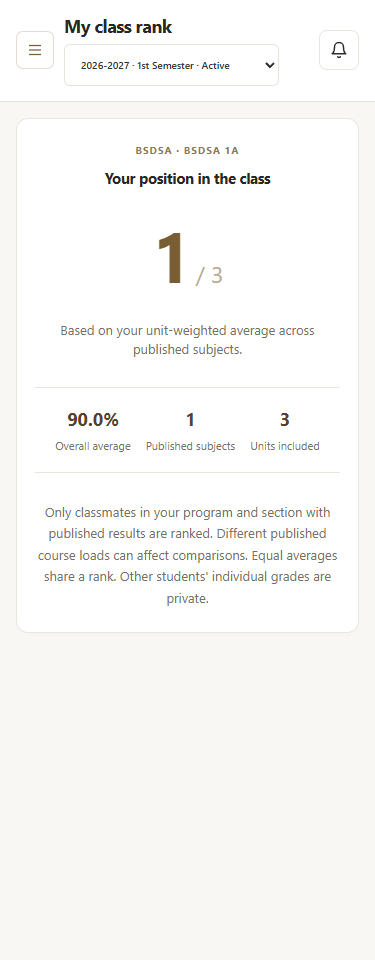 My class rank
2026-2027 · 1st Semester · Active
BSDSA · BSDSA 1A
Your position in the class
1 / 3
Based on your unit-weighted average across
published subjects.
90.0% 1 3
Overall average Published subjects Units included
Only classmates in your program and section with
published results are ranked. Different published
course loads can affect comparisons. Equal averages
share a rank. Other students' individual grades are
private.